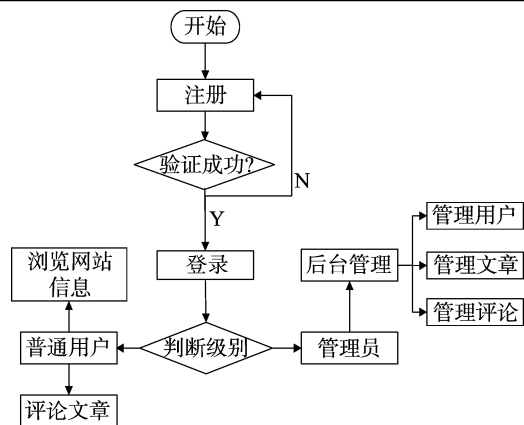 开始
注册
验证成功?
N
Y
登录
浏览网站
信息
后台管理
管理用户
管理文章
管理评论
普通用户
判断级别
管理员
评论文章